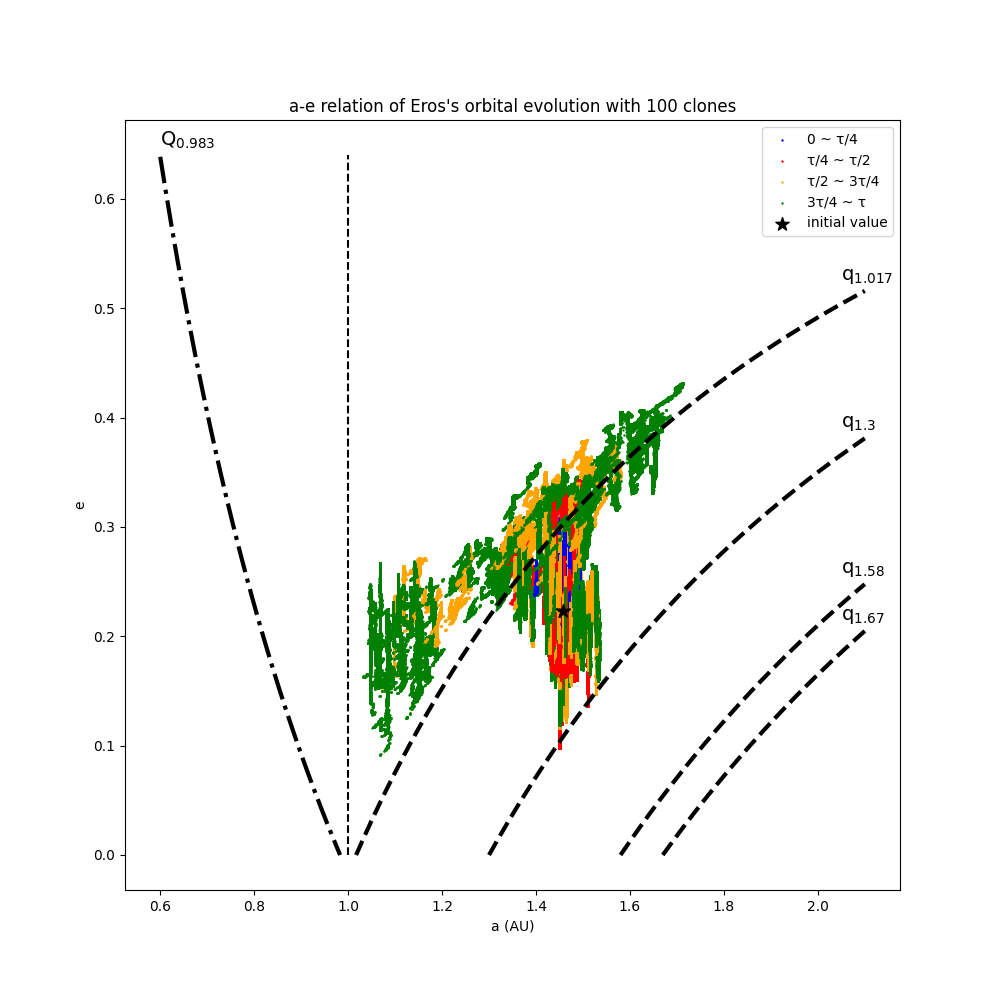 a-e relation of Eros's orbital evolution with 100 clones
Q0.983
0 ~ τ/4
τ/4 ~ τ/2
τ/2 ~ 3τ/4
3τ/4 ~ τ
initial value
q1.017
q1.3
q1.58
q1.67
0.6
0.5
0.4
0.3
0.2
0.1
0.0
e
0.6 0.8 1.0 1.2 1.4 1.6 1.8 2.0
a (AU)